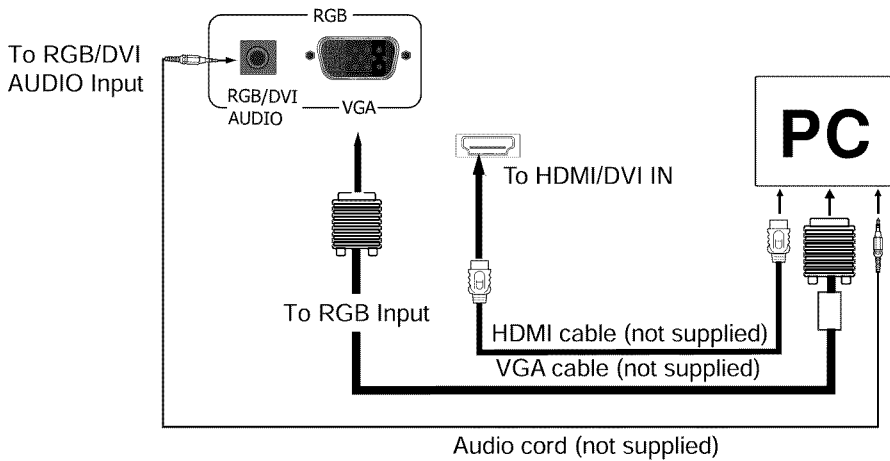 RGB
To RGB/DVI
AUDIO Input
RGB/DVI
AUDIO
VGA
PC
To HDMI/DVI IN
To RGB Input
HDMI cable (not supplied)
VGA cable (not supplied)
Audio cord (not supplied)